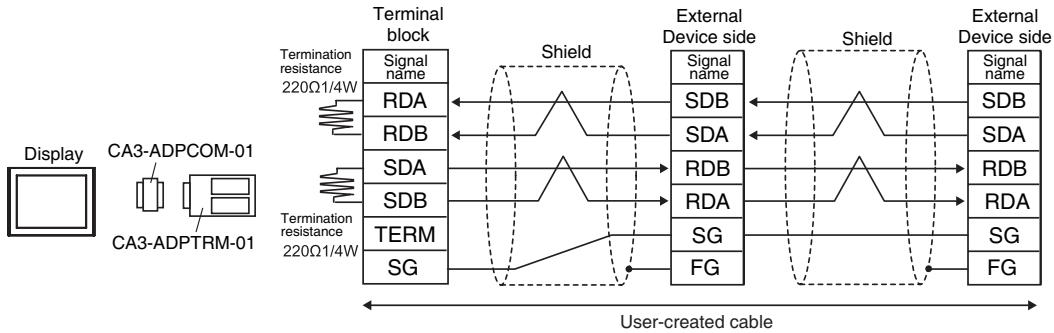 Display
CA3-ADPCOM-01
CA3-ADPTRM-01
Termination
resistance
220Ω1/4W
Termination
resistance
220Ω1/4W
Terminal
block
Signal
name
RDA
RDB
SDA
SDB
TERM
SG
Shield
External
Device side
Signal
name
SDB
SDA
RDB
RDA
SG
FG
Shield
External
Device side
Signal
name
SDB
SDA
RDB
RDA
SG
FG
User-created cable